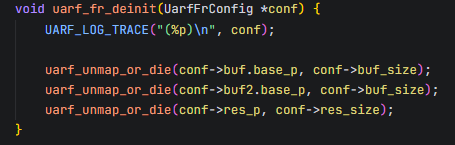 void uarf_fr_deinit(UarfFrConfig *conf) {
    UARF_LOG_TRACE("(%p)\n", conf);

    uarf_unmap_or_die(conf->buf.base_p, conf->buf_size);
    uarf_unmap_or_die(conf->buf2.base_p, conf->buf_size);
    uarf_unmap_or_die(conf->res_p, conf->res_size);
}